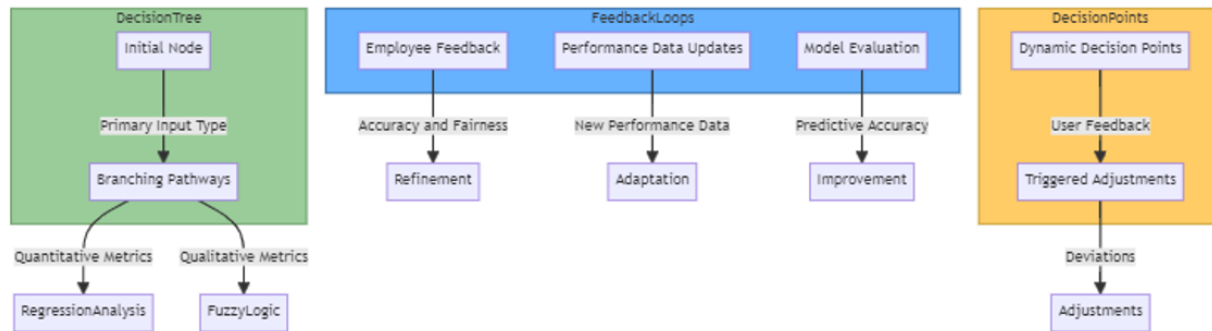 DecisionTree
Initial Node
Primary Input Type
Branching Pathways
Quantitative Metrics
Qualitative Metrics
RegressionAnalysis
FuzzyLogic
FeedbackLoops
Employee Feedback
Performance Data Updates
Model Evaluation
Accuracy and Fairness
New Performance Data
Predictive Accuracy
Refinement
Adaptation
Improvement
DecisionPoints
Dynamic Decision Points
User Feedback
Triggered Adjustments
Deviations
Adjustments